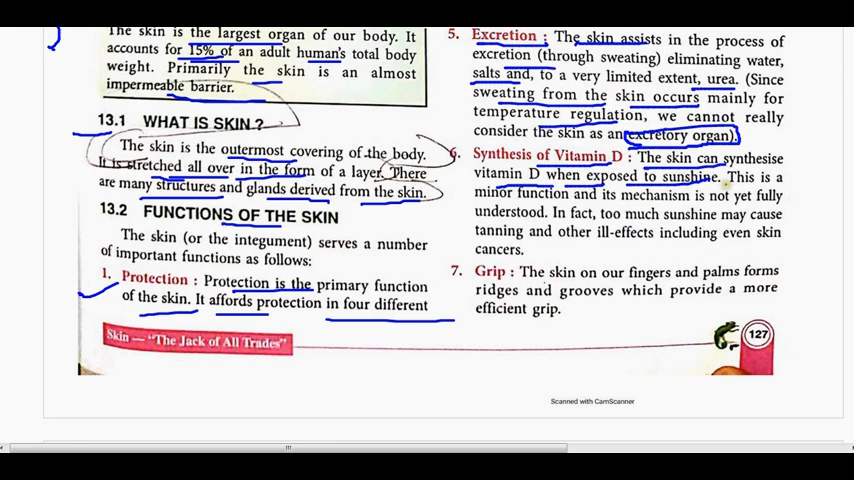 The skin is the largest organ of our body. It
accounts for 15% of an adult human's total body
weight. Primarily the skin is an almost
impermeable barrier.
13.1 WHAT IS SKIN ?
The skin is the outermost covering of the body.
It is stretched all over in the form of a layer. There
are many structures and glands derived from the skin.
13.2 FUNCTIONS OF THE SKIN
The skin (or the integument) serves a number
of important functions as follows:
1. Protection : Protection is the primary function
of the skin. It affords protection in four different
Skin — "The Jack of All Trades"
5. Excretion : The skin assists in the process of
excretion (through sweating) eliminating water,
salts and, to a very limited extent, urea. (Since
sweating from the skin occurs mainly for
temperature regulation, we cannot really
consider the skin as an excretory organ).
6. Synthesis of Vitamin D : The skin can synthesise
vitamin D when exposed to sunshine. This is a
minor function and its mechanism is not yet fully
understood. In fact, too much sunshine may cause
tanning and other ill-effects including even skin
cancers.
7. Grip : The skin on our fingers and palms forms
ridges and grooves which provide a more
efficient grip.
127
Scanned with CamScanner